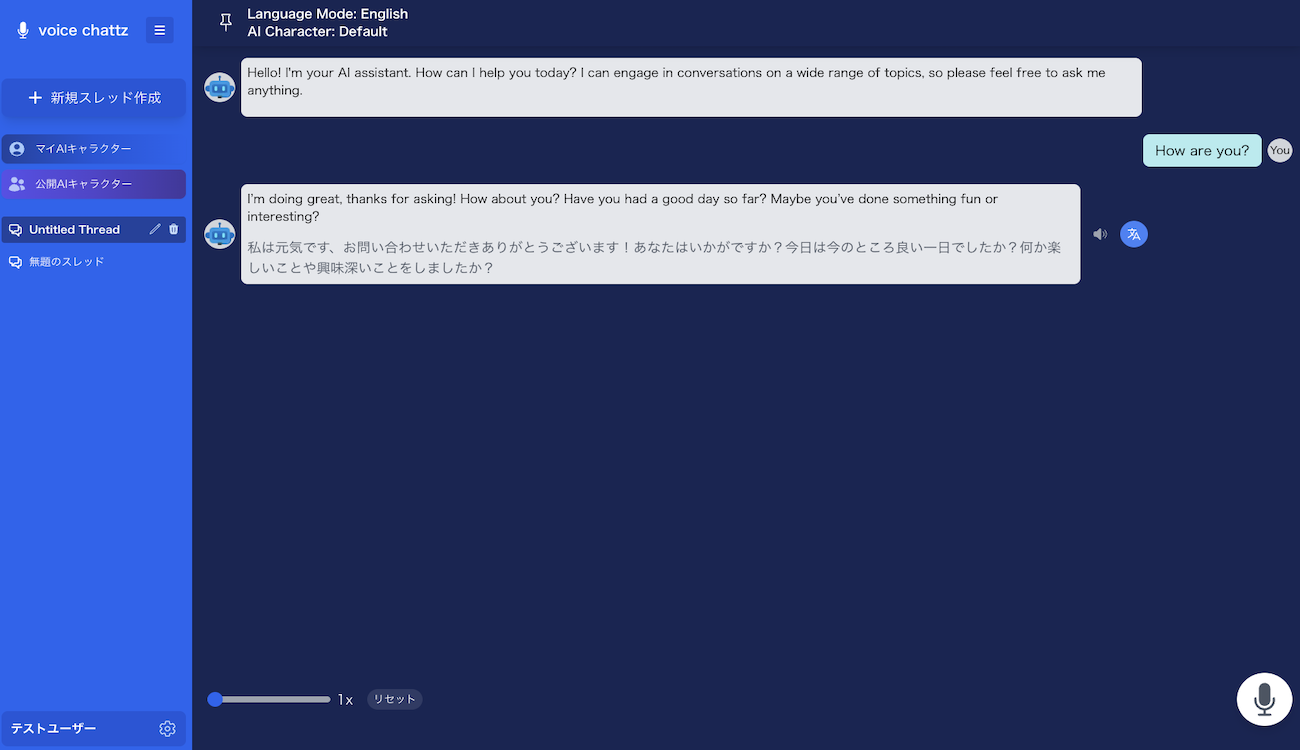 voice chattz
新規スレッド作成
マイAIキャラクター
公開AIキャラクター
Untitled Thread
無題のスレッド
テストユーザー
Language Mode: English
AI Character: Default
Hello! I'm your AI assistant. How can I help you today? I can engage in conversations on a wide range of topics, so please feel free to ask me
anything.
How are you?
You
I'm doing great, thanks for asking! How about you? Have you had a good day so far? Maybe you've done something fun or
interesting?
私は元気です、お問い合わせいただきありがとうございます！あなたはいかがですか？今日は今のところ良い一日でしたか？何か楽
しいことや興味深いことをしましたか？
1x
リセット